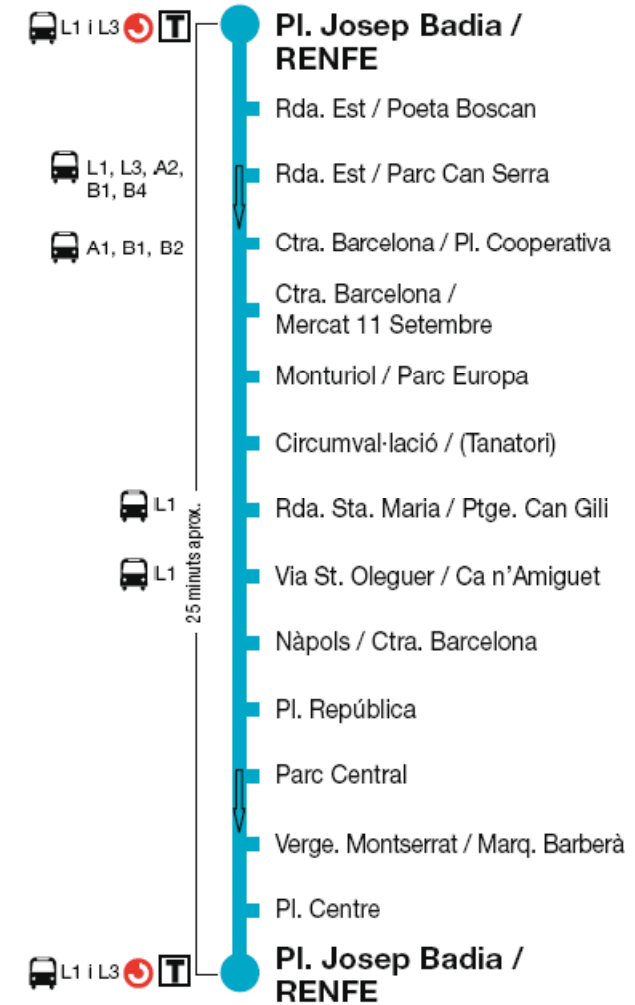 L1 i L3 T Pl. Josep Badia /
RENFE
Rda. Est / Poeta Boscan
L1, L3, A2,
B1, B4
Rda. Est / Parc Can Serra
A1, B1, B2
Ctra. Barcelona / Pl. Cooperativa
Ctra. Barcelona /
Mercat 11 Setembre
Monturiol / Parc Europa
Circumval·lació / (Tanatori)
L1
Rda. Sta. Maria / Ptge. Can Gili
25 minuts aprox.
L1
Via St. Oleguer / Ca n'Amiguet
Nàpols / Ctra. Barcelona
Pl. República
Parc Central
Verge. Montserrat / Marq. Barberà
Pl. Centre
L1 i L3 T Pl. Josep Badia /
RENFE